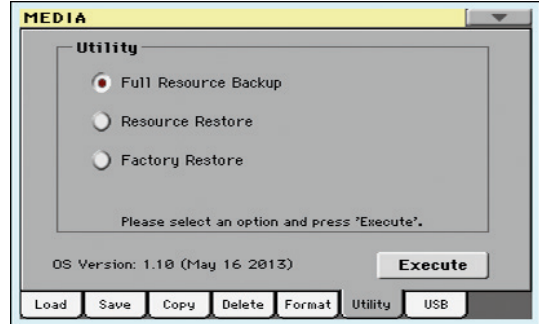 MEDIA
Utility
Full Resource Backup
Resource Restore
Factory Restore
Please select an option and press 'Execute'.
OS Version: 1.10 (May 16 2013)
Execute
Load Save Copy Delete Format Utility USB